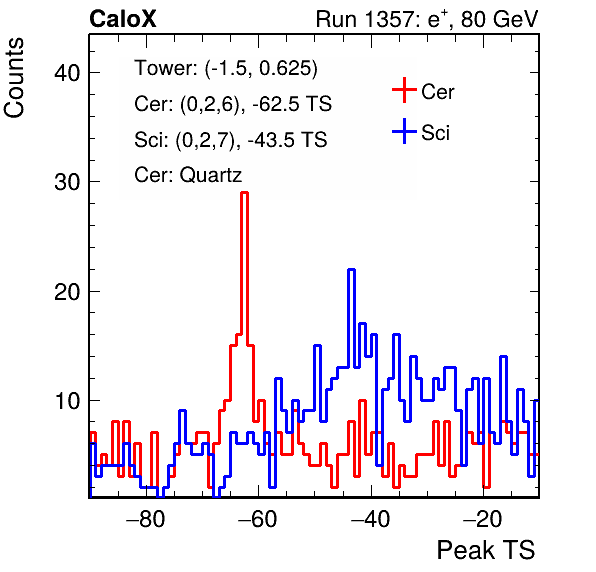 CaloX Run 1357: e⁺, 80 GeV
Counts
Tower: (-1.5, 0.625)
Cer: (0,2,6), -62.5 TS
Sci: (0,2,7), -43.5 TS
Cer: Quartz
Cer
Sci
40
30
20
10
−80 −60 −40 −20
Peak TS